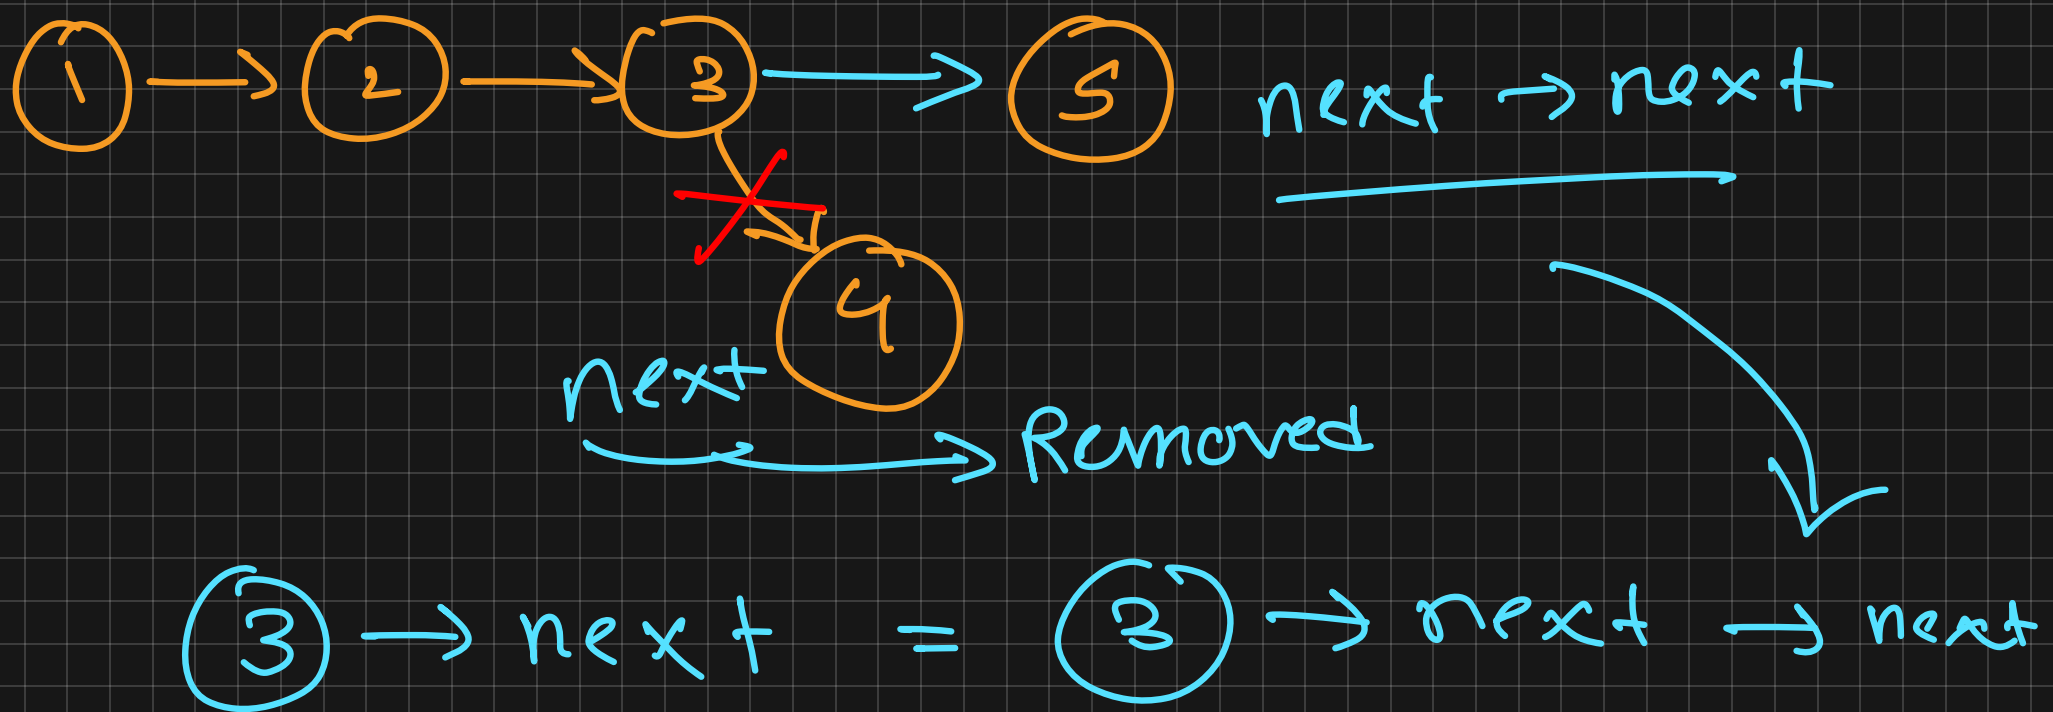 1 → 2 → 3 → 5 next → next
4
next
Removed
3 → next = 3 → next → next